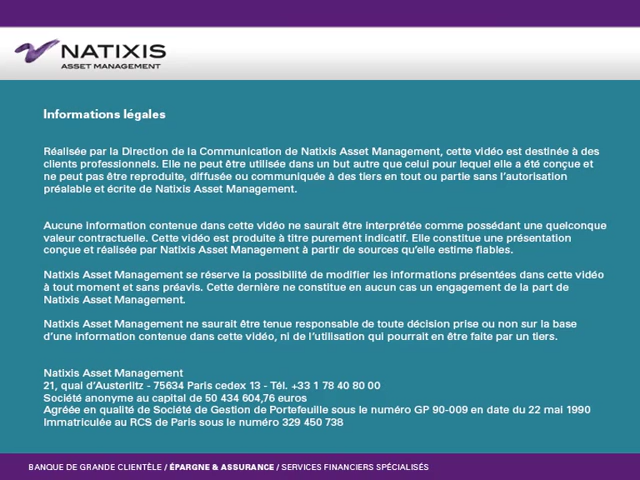 NATIXIS
ASSET MANAGEMENT
Informations légales
Réalisée par la Direction de la Communication de Natixis Asset Management, cette vidéo est destinée à des
clients professionnels. Elle ne peut être utilisée dans un but autre que celui pour lequel elle a été conçue et
ne peut pas être reproduite, diffusée ou communiquée à des tiers en tout ou partie sans l'autorisation
préalable et écrite de Natixis Asset Management.
Aucune information contenue dans cette vidéo ne saurait être interprétée comme possédant une quelconque
valeur contractuelle. Cette vidéo est produite à titre purement indicatif. Elle constitue une présentation
conçue et réalisée par Natixis Asset Management à partir de sources qu'elle estime fiables.
Natixis Asset Management se réserve la possibilité de modifier les informations présentées dans cette vidéo
à tout moment et sans préavis. Cette dernière ne constitue en aucun cas un engagement de la part de
Natixis Asset Management.
Natixis Asset Management ne saurait être tenue responsable de toute décision prise ou non sur la base
d'une information contenue dans cette vidéo, ni de l'utilisation qui pourrait en être faite par un tiers.
Natixis Asset Management
21, quai d'Austerlitz - 75634 Paris cedex 13 - Tél. +33 1 78 40 80 00
Société anonyme au capital de 50 434 604,76 euros
Agréée en qualité de Société de Gestion de Portefeuille sous le numéro GP 90-009 en date du 22 mai 1990
Immatriculée au RCS de Paris sous le numéro 329 450 738
BANQUE DE GRANDE CLIENTÈLE / ÉPARGNE & ASSURANCE / SERVICES FINANCIERS SPÉCIALISÉS